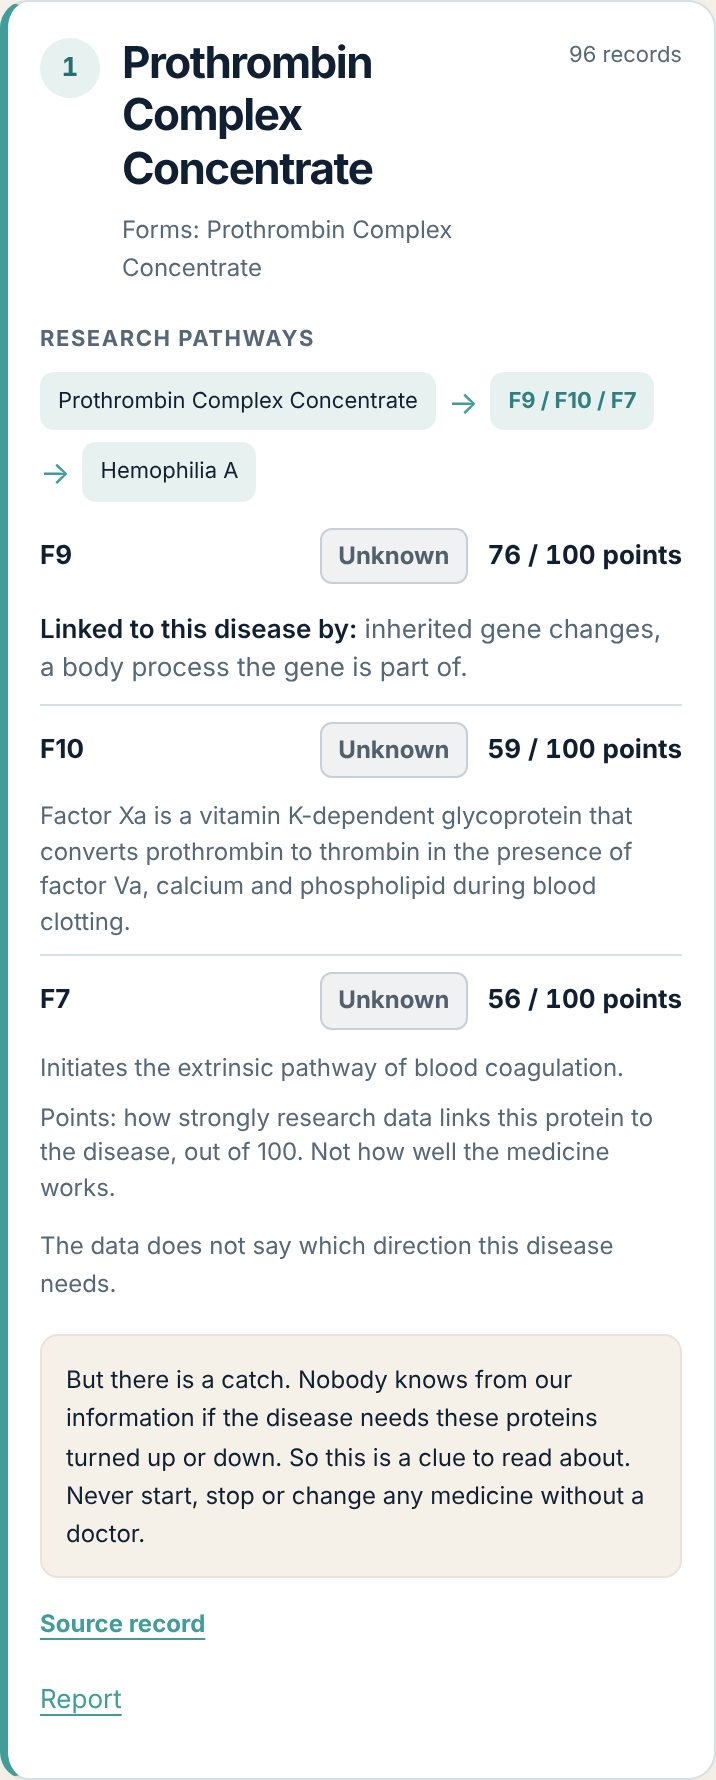 1
Prothrombin
Complex
Concentrate
96 records
Forms: Prothrombin Complex
Concentrate
RESEARCH PATHWAYS
Prothrombin Complex Concentrate → F9 / F10 / F7
→ Hemophilia A
F9 Unknown 76 / 100 points
Linked to this disease by: inherited gene changes,
a body process the gene is part of.
F10 Unknown 59 / 100 points
Factor Xa is a vitamin K-dependent glycoprotein that
converts prothrombin to thrombin in the presence of
factor Va, calcium and phospholipid during blood
clotting.
F7 Unknown 56 / 100 points
Initiates the extrinsic pathway of blood coagulation.
Points: how strongly research data links this protein to
the disease, out of 100. Not how well the medicine
works.
The data does not say which direction this disease
needs.
But there is a catch. Nobody knows from our
information if the disease needs these proteins
turned up or down. So this is a clue to read about.
Never start, stop or change any medicine without a
doctor.
Source record
Report